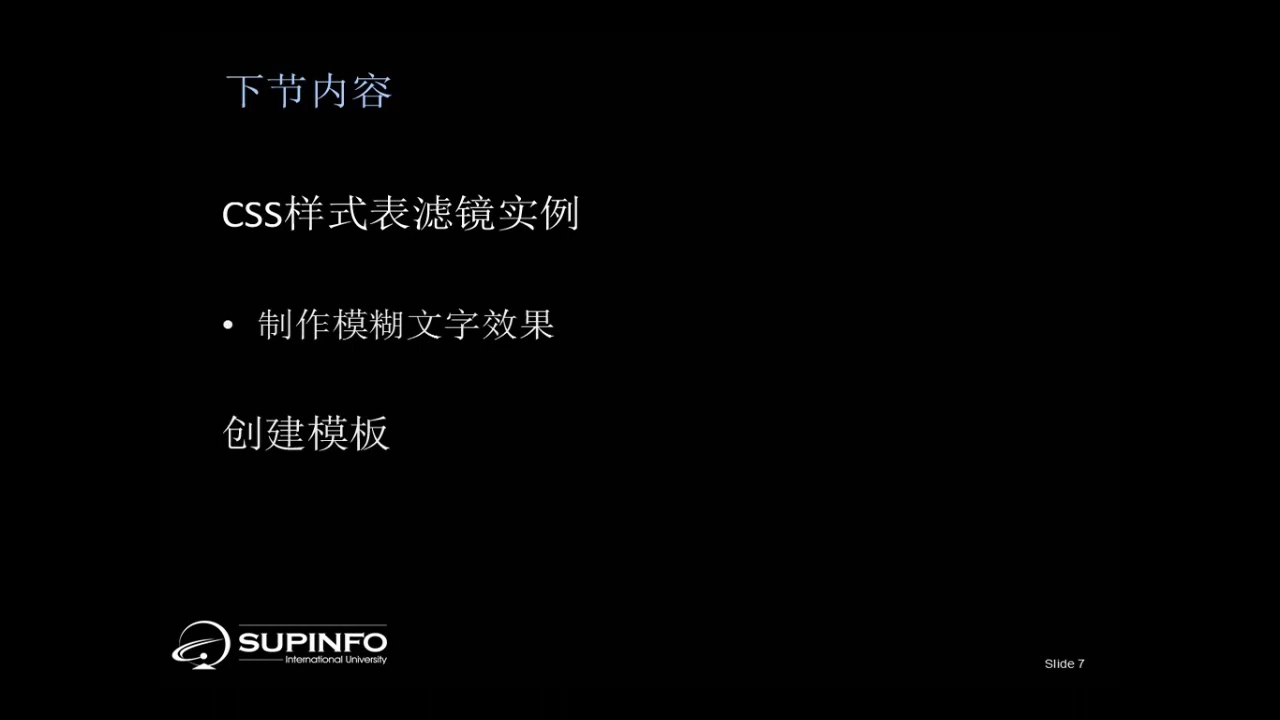 下节内容
CSS样式表滤镜实例
• 制作模糊文字效果
创建模板
SUPINFO
International University
Slide 7